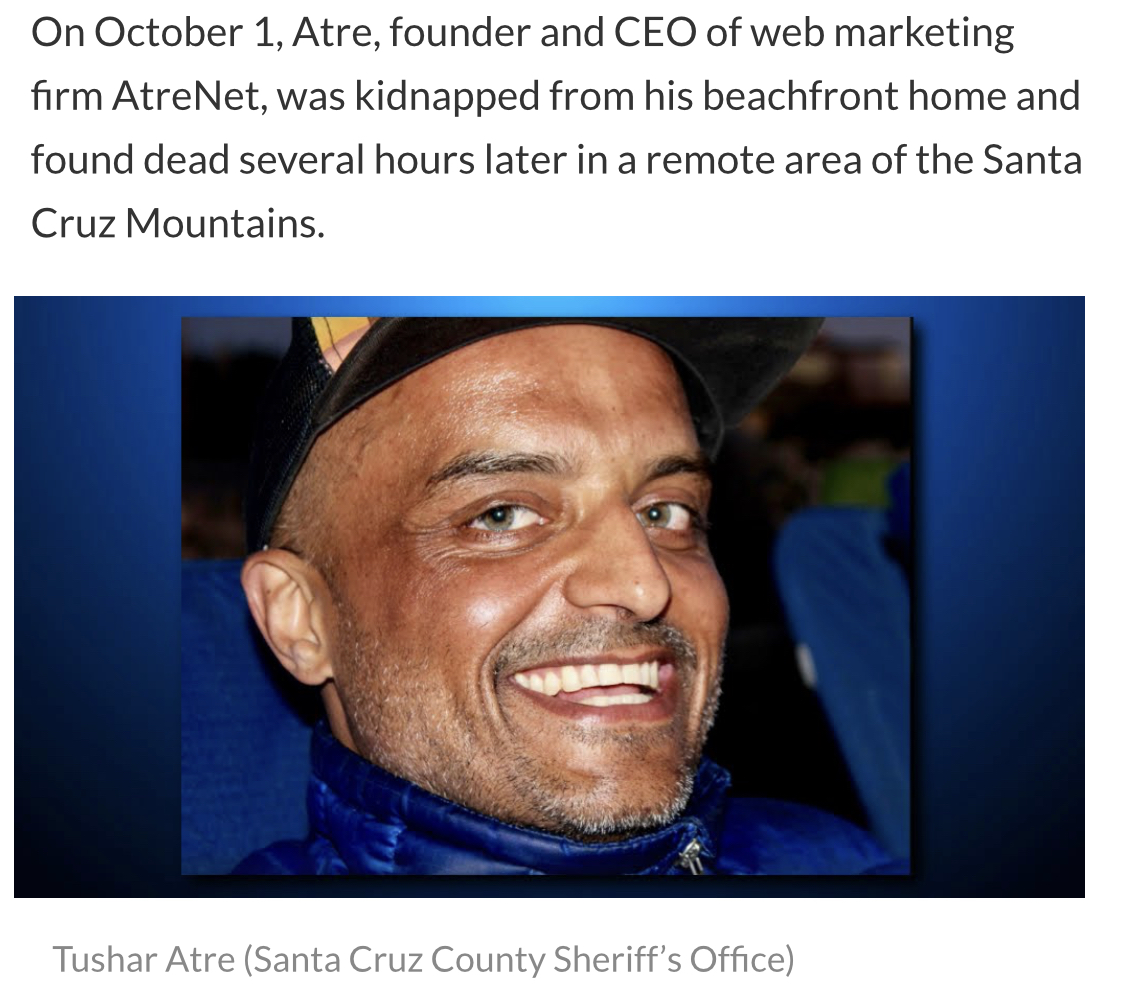 On October 1, Atre, founder and CEO of web marketing
firm AtreNet, was kidnapped from his beachfront home and
found dead several hours later in a remote area of the Santa
Cruz Mountains.
Tushar Atre (Santa Cruz County Sheriff’s Office)